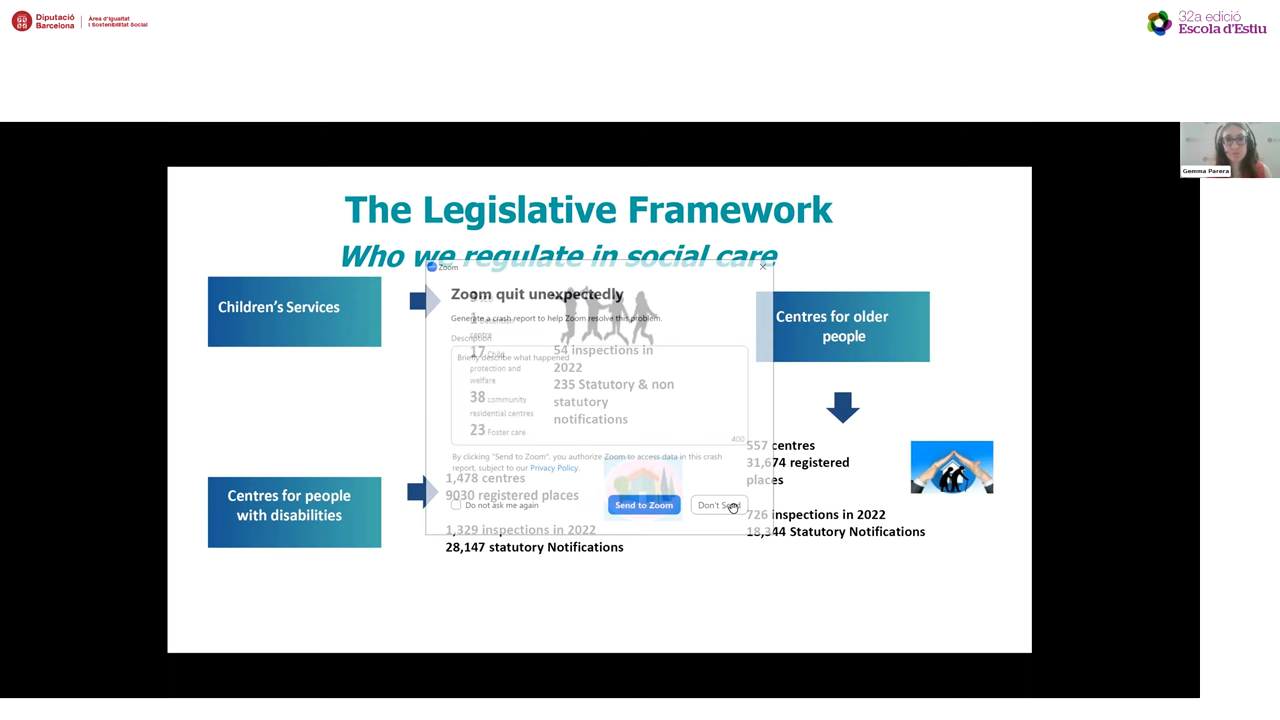 Diputació
Barcelona
Àrea d'Igualtat
i Sostenibilitat Social
32a edició
Escola d'Estiu
Gemma Parera
The Legislative Framework
Who we regulate in social care
Children's Services
Zoom
Zoom quit unexpectedly
Generate a crash report to help Zoom resolve this problem.
Description
Briefly describe what happened
400
By clicking "Send to Zoom", you authorize Zoom to access data in this crash
report, subject to our Privacy Policy.
Do not ask me again
Send to Zoom
Don't Send
centre
17 Child
protection and
welfare
38 community
residential centres
23 Foster care
54 inspections in
2022
235 Statutory & non
statutory
notifications
Centres for older
people
557 centres
31,674 registered
places
726 inspections in 2022
18,344 Statutory Notifications
Centres for people
with disabilities
1,478 centres
9030 registered places
1,329 inspections in 2022
28,147 statutory Notifications